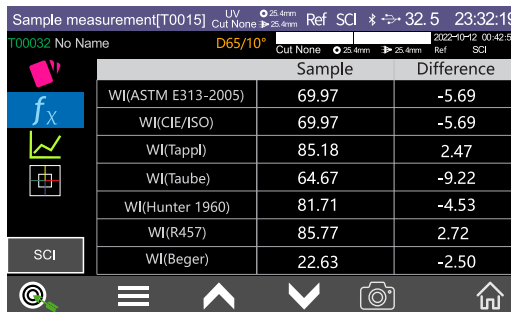 Sample measurement[T0015] UV Cut None 25.4mm 25.4mm Ref SCI 32.5 23:32:19
T00032 No Name D65/10° Cut None 25.4mm 25.4mm 2022-10-12 00:42:5 Ref SCI
Sample Difference
WI(ASTM E313-2005) 69.97 -5.69
fx WI(CIE/ISO) 69.97 -5.69
WI(Tappl) 85.18 2.47
WI(Taube) 64.67 -9.22
WI(Hunter 1960) 81.71 -4.53
WI(R457) 85.77 2.72
SCI WI(Beger) 22.63 -2.50